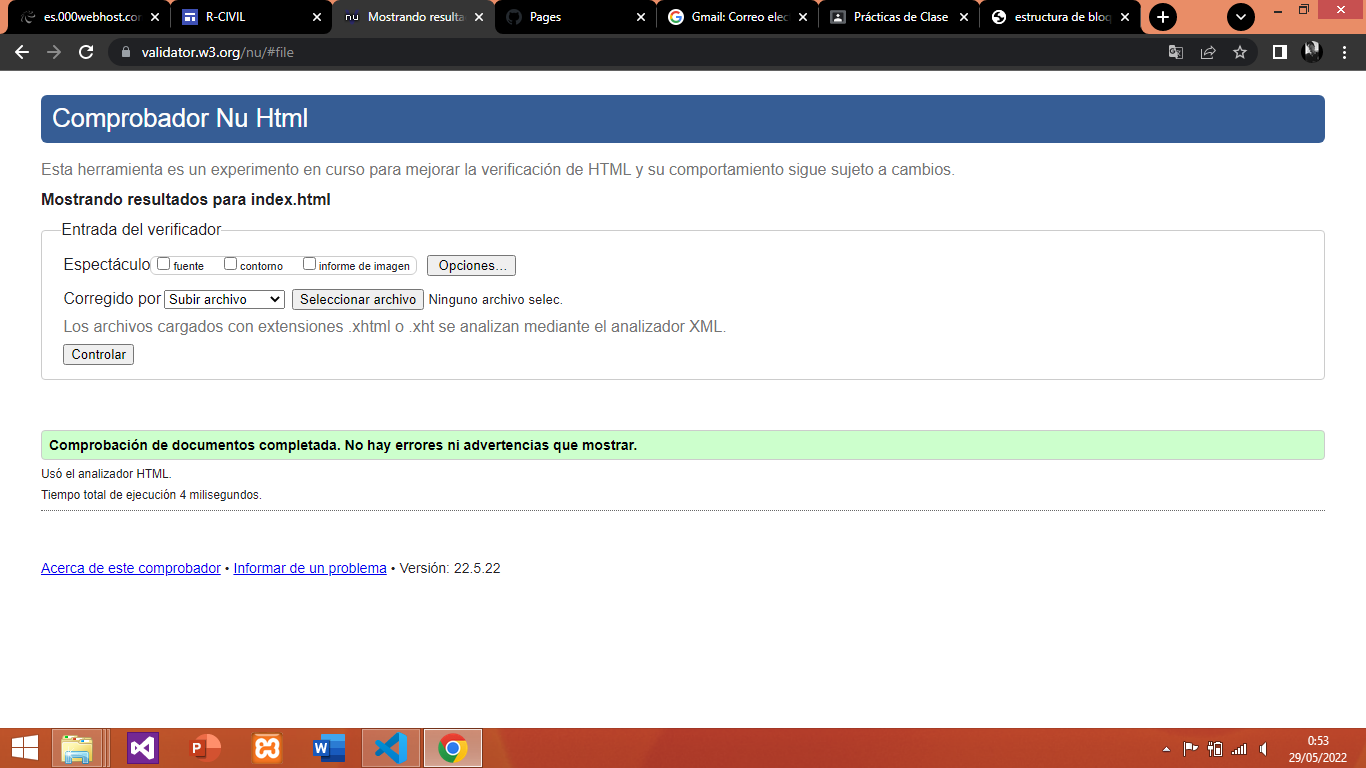 es.000webhost.cor
R-CIVIL
Mostrando resulta
Pages
Gmail: Correo elec
Prácticas de Clase
estructura de bloq
validator.w3.org/nu/#file
Comprobador Nu Html
Esta herramienta es un experimento en curso para mejorar la verificación de HTML y su comportamiento sigue sujeto a cambios.
Mostrando resultados para index.html
Entrada del verificador
Espectáculo fuente contorno informe de imagen Opciones...
Corregido por Subir archivo Seleccionar archivo Ninguno archivo selec.
Los archivos cargados con extensiones .xhtml o .xht se analizan mediante el analizador XML.
Controlar
Comprobación de documentos completada. No hay errores ni advertencias que mostrar.
Usó el analizador HTML.
Tiempo total de ejecución 4 milisegundos.
Acerca de este comprobador • Informar de un problema • Versión: 22.5.22
0:53
29/05/2022